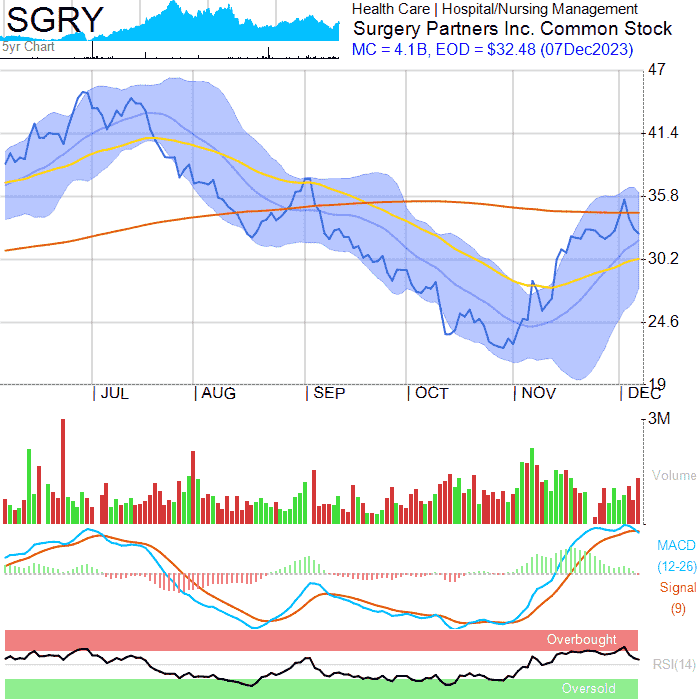 SGRY
5yr Chart
Health Care | Hospital/Nursing Management
Surgery Partners Inc. Common Stock
MC = 4.1B, EOD = $32.48 (07Dec2023)
47
41.4
35.8
30.2
24.6
19
JUL AUG SEP OCT NOV DEC
3M
Volume
MACD
(12-26)
Signal
(9)
Overbought
RSI(14)
Oversold